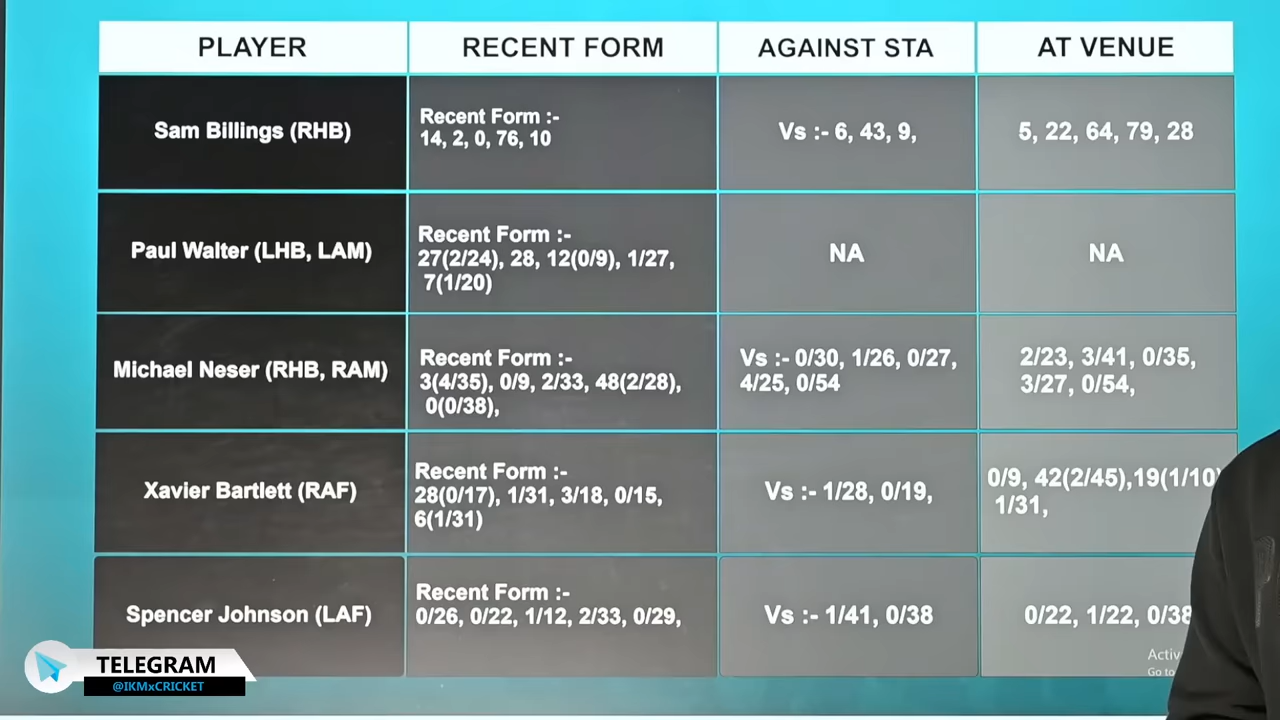 PLAYER
RECENT FORM
AGAINST STA
AT VENUE
Sam Billings (RHB)
Recent Form :-
14, 2, 0, 76, 10
Vs :- 6, 43, 9,
5, 22, 64, 79, 28
Paul Walter (LHB, LAM)
Recent Form :-
27(2/24), 28, 12(0/9), 1/27,
7(1/20)
NA
NA
Michael Neser (RHB, RAM)
Recent Form :-
3(4/35), 0/9, 2/33, 48(2/28),
0(0/38),
Vs :- 0/30, 1/26, 0/27,
4/25, 0/54
2/23, 3/41, 0/35,
3/27, 0/54,
Xavier Bartlett (RAF)
Recent Form :-
28(0/17), 1/31, 3/18, 0/15,
6(1/31)
Vs :- 1/28, 0/19,
0/9, 42(2/45),19(1/10)
1/31,
Spencer Johnson (LAF)
Recent Form :-
0/26, 0/22, 1/12, 2/33, 0/29,
Vs :- 1/41, 0/38
0/22, 1/22, 0/38
Go to
TELEGRAM
@IKMxCRICKET